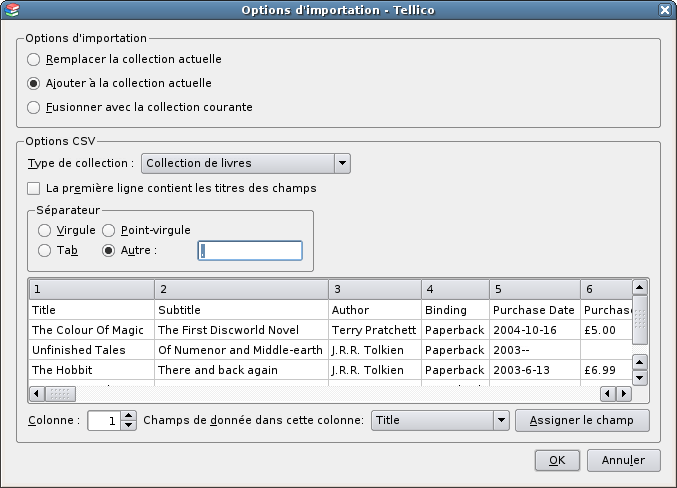 Options d'importation - Tellico
Options d'importation
Remplacer la collection actuelle
Ajouter à la collection actuelle
Fusionner avec la collection courante
Options CSV
Type de collection : Collection de livres
La première ligne contient les titres des champs
Séparateur
Virgule Point-virgule
Tab Autre : ,
1 2 3 4 5 6
Title Subtitle Author Binding Purchase Date Purchase
The Colour Of Magic The First Discworld Novel Terry Pratchett Paperback 2004-10-16 £5.00
Unfinished Tales Of Numenor and Middle-earth J.R.R. Tolkien Paperback 2003--
The Hobbit There and back again J.R.R. Tolkien Paperback 2003-6-13 £6.99
Colonne : 1 Champs de donnée dans cette colonne: Title Assigner le champ
OK Annuler